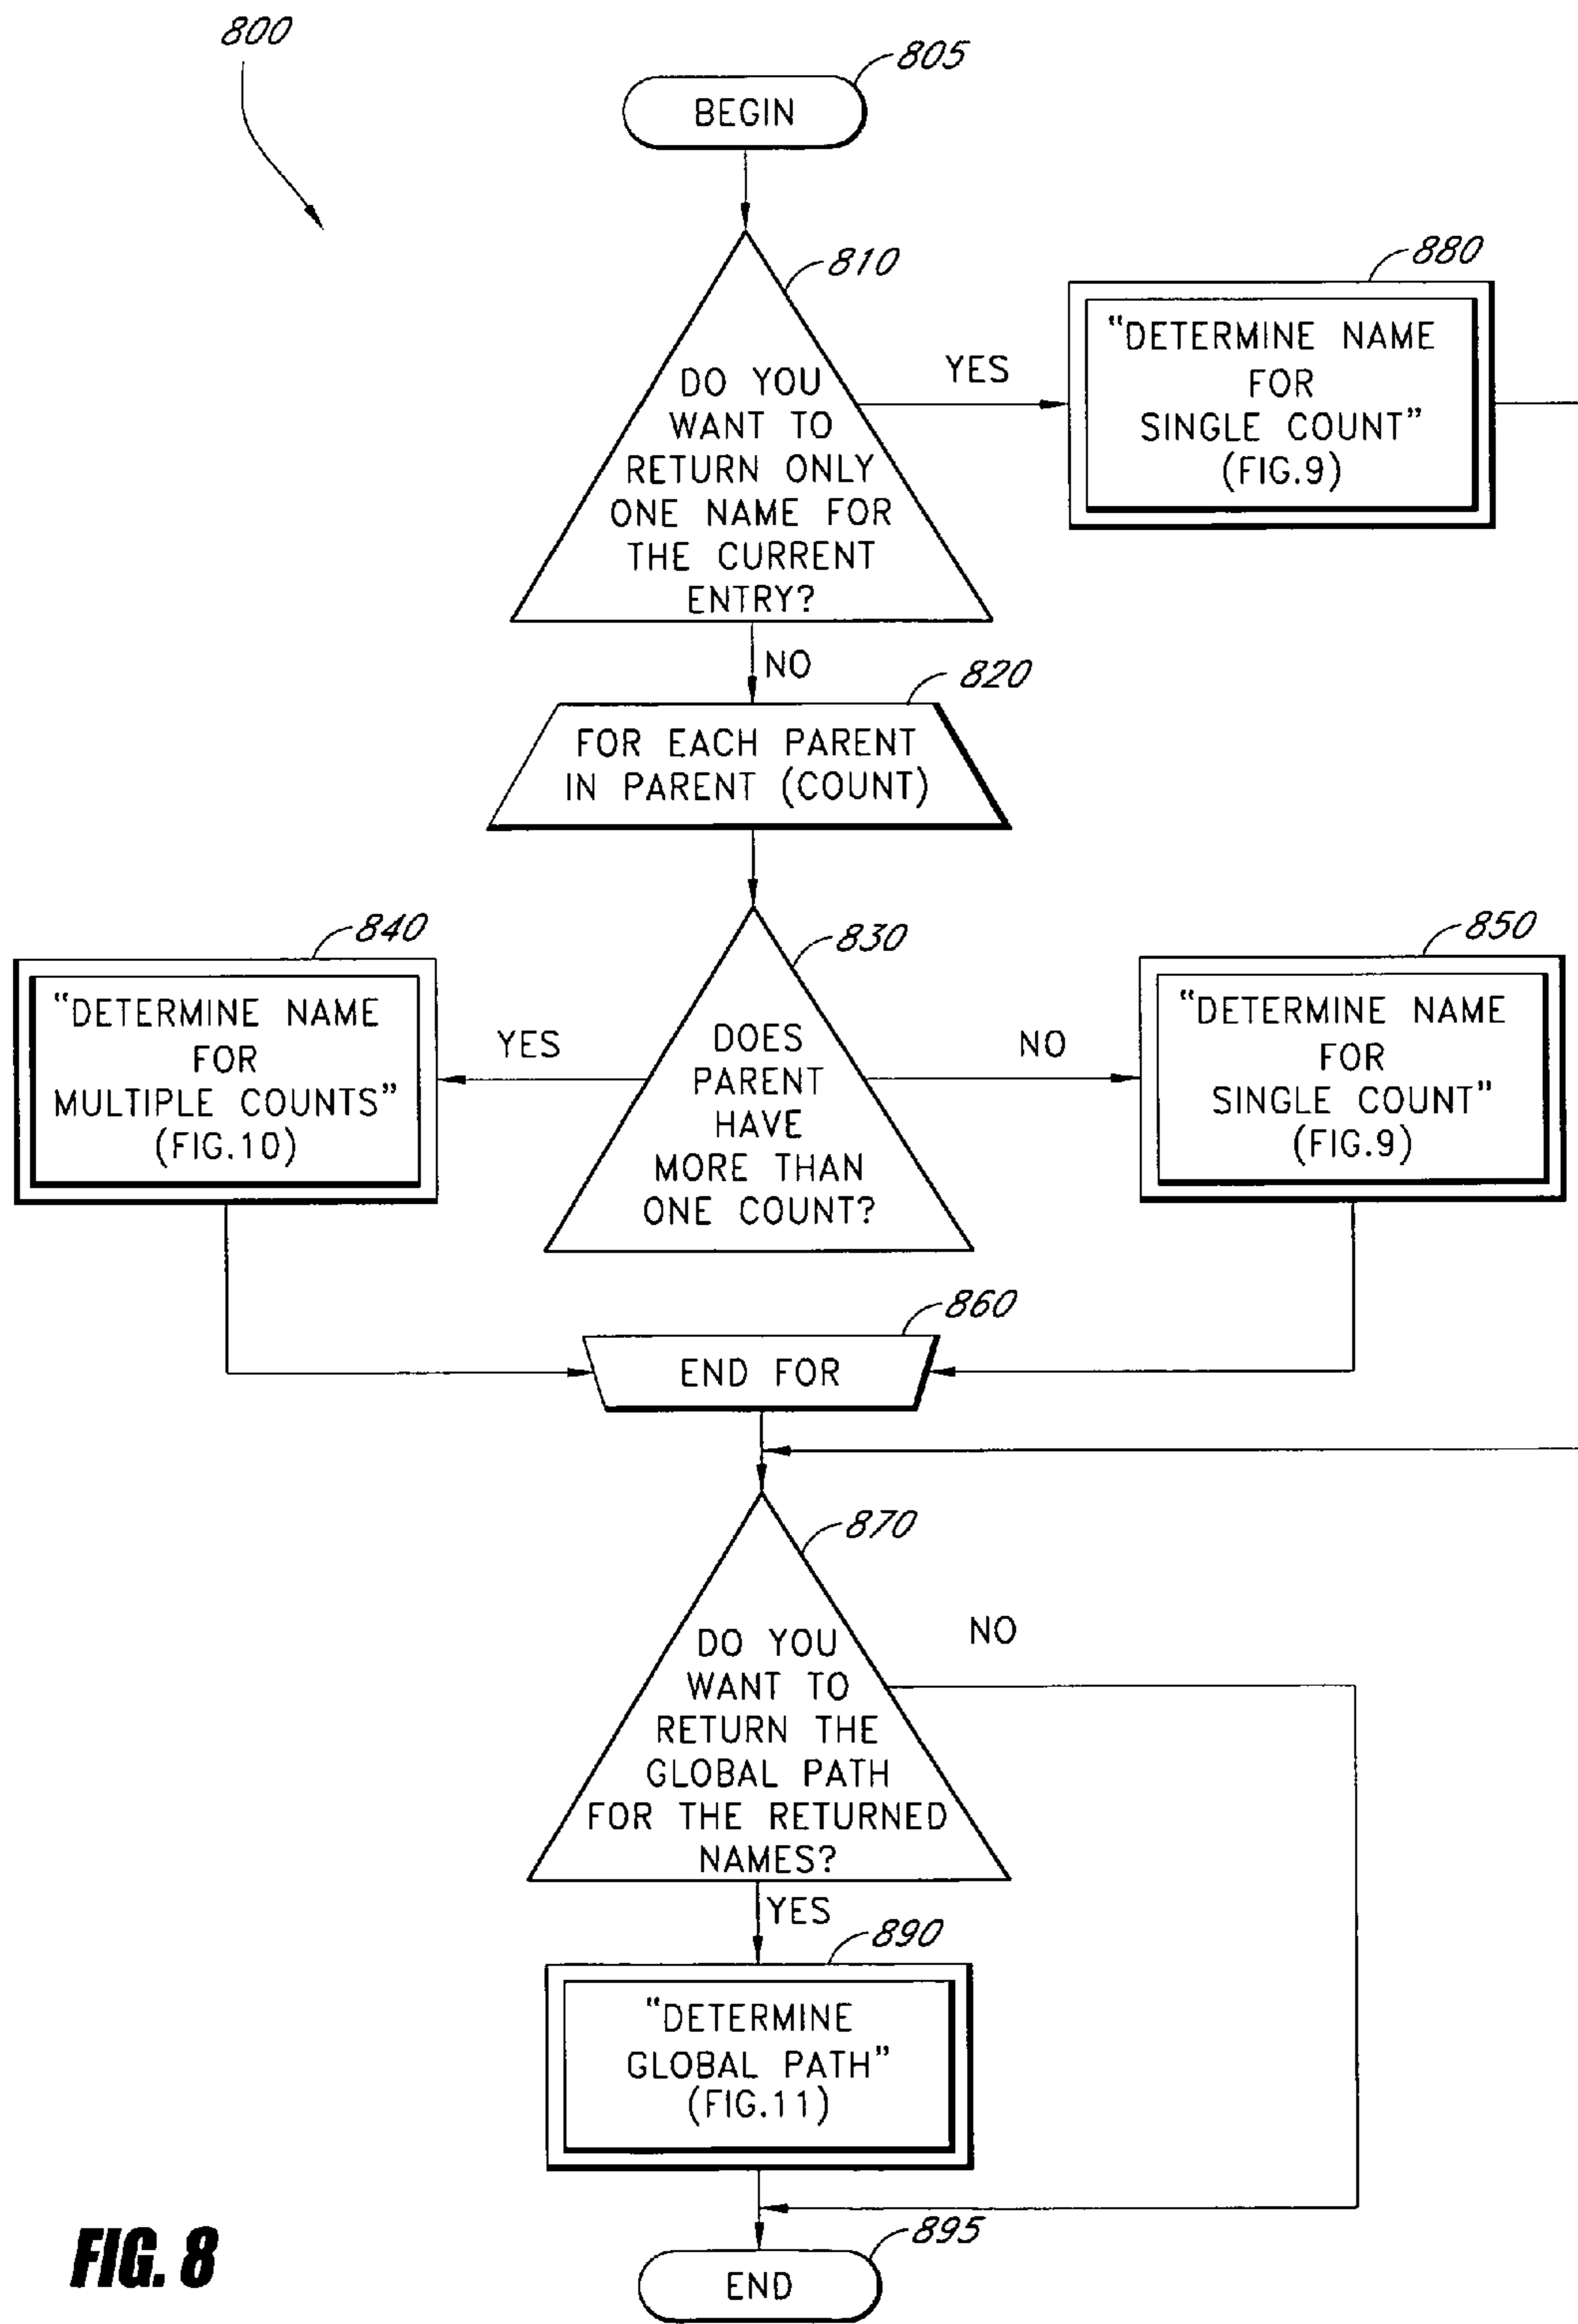 800
805
BEGIN
810
DO YOU
WANT TO
RETURN ONLY
ONE NAME FOR
THE CURRENT
ENTRY?
YES
880
"DETERMINE NAME
FOR
SINGLE COUNT"
(FIG.9)
NO
820
FOR EACH PARENT
IN PARENT (COUNT)
830
DOES
PARENT
HAVE
MORE THAN
ONE COUNT?
YES
840
"DETERMINE NAME
FOR
MULTIPLE COUNTS"
(FIG.10)
NO
850
"DETERMINE NAME
FOR
SINGLE COUNT"
(FIG.9)
860
END FOR
870
DO YOU
WANT TO
RETURN THE
GLOBAL PATH
FOR THE RETURNED
NAMES?
NO
YES
890
"DETERMINE
GLOBAL PATH"
(FIG.11)
895
END
FIG. 8